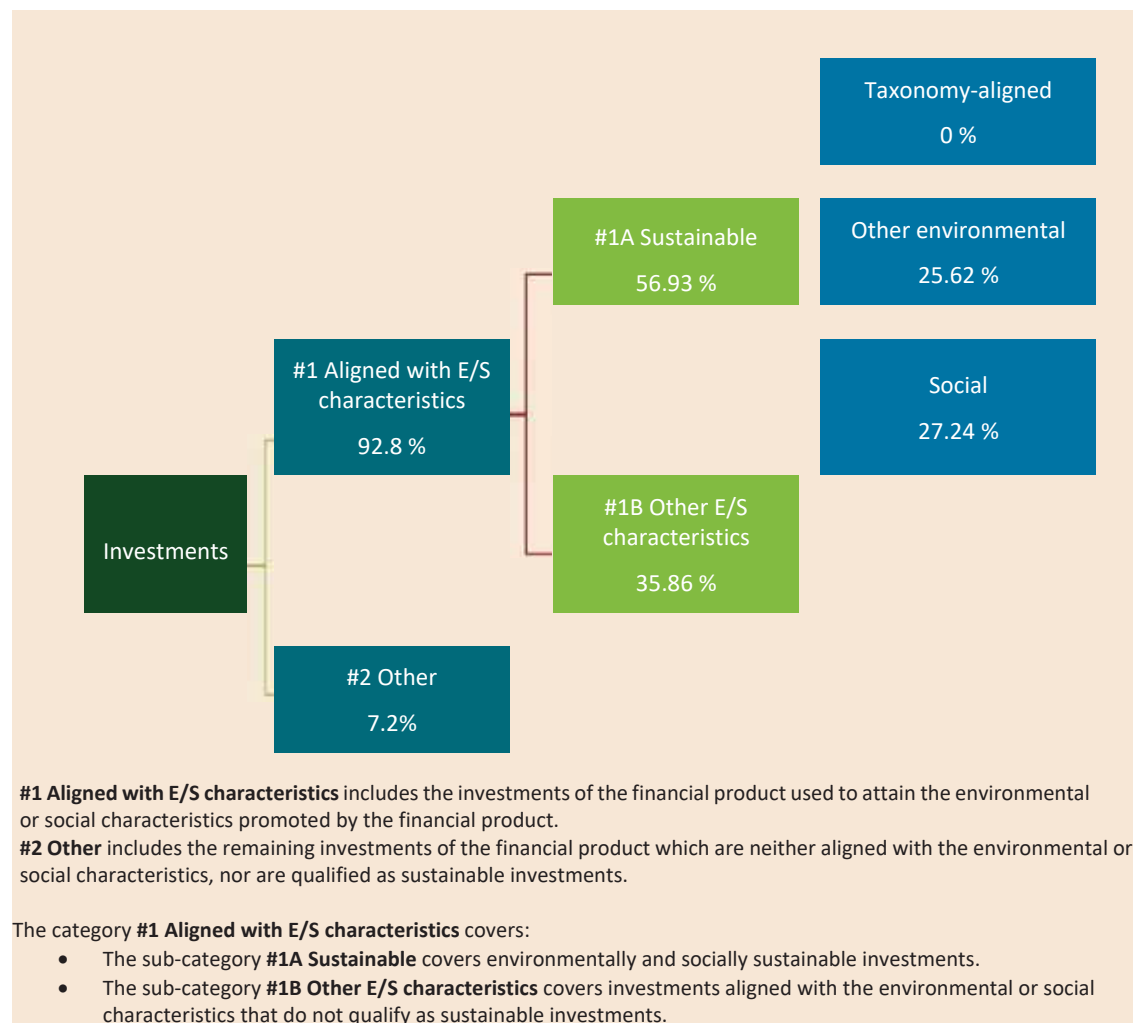 Taxonomy-aligned
0 %
#1A Sustainable
56.93 %
Other environmental
25.62 %
#1 Aligned with E/S
characteristics
92.8 %
Social
27.24 %
Investments
#1B Other E/S
characteristics
35.86 %
#2 Other
7.2%
#1 Aligned with E/S characteristics includes the investments of the financial product used to attain the environmental
or social characteristics promoted by the financial product.
#2 Other includes the remaining investments of the financial product which are neither aligned with the environmental or
social characteristics, nor are qualified as sustainable investments.
The category #1 Aligned with E/S characteristics covers:
• The sub-category #1A Sustainable covers environmentally and socially sustainable investments.
• The sub-category #1B Other E/S characteristics covers investments aligned with the environmental or social
characteristics that do not qualify as sustainable investments.